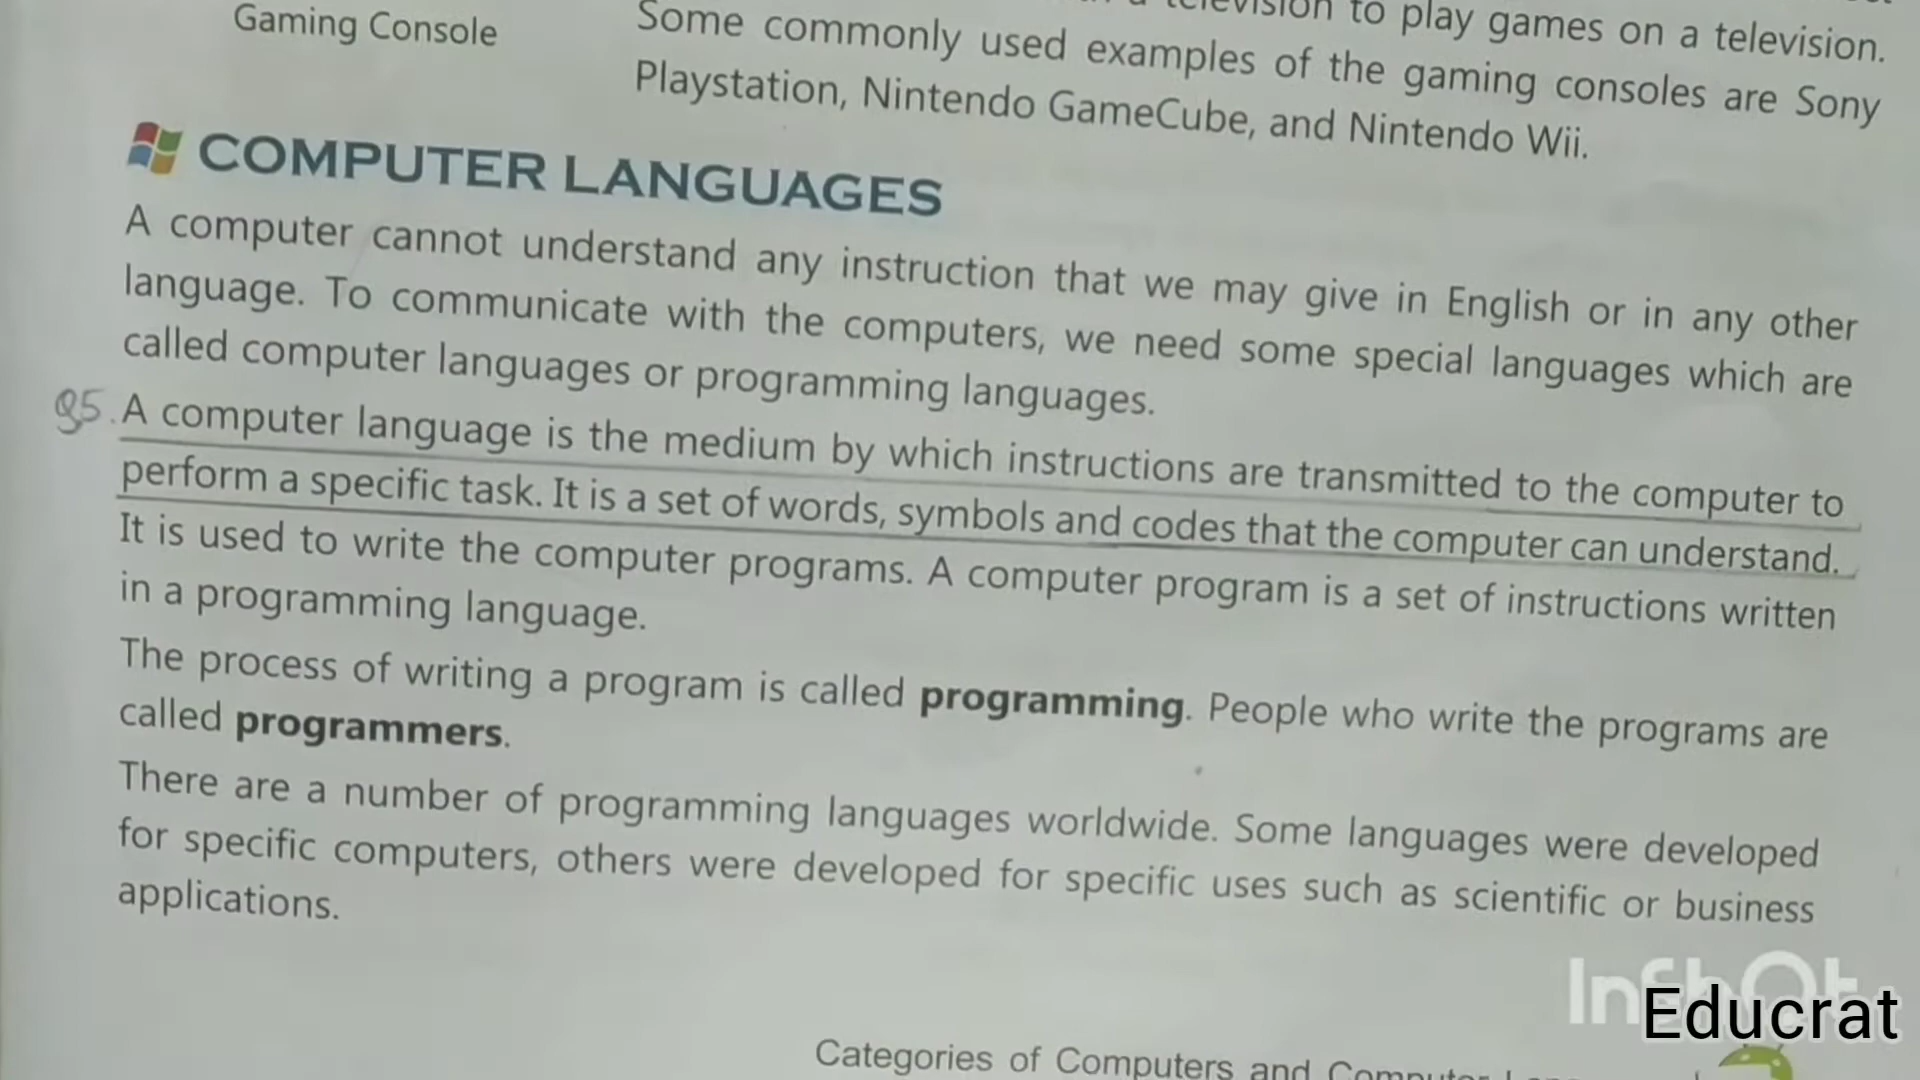 Gaming Console
television to play games on a television.
Some commonly used examples of the gaming consoles are Sony
Playstation, Nintendo GameCube, and Nintendo Wii.
COMPUTER LANGUAGES
A computer cannot understand any instruction that we may give in English or in any other
language. To communicate with the computers, we need some special languages which are
called computer languages or programming languages.
Q5. A computer language is the medium by which instructions are transmitted to the computer to
perform a specific task. It is a set of words, symbols and codes that the computer can understand.
It is used to write the computer programs. A computer program is a set of instructions written
in a programming language.
The process of writing a program is called programming. People who write the programs are
called programmers.
There are a number of programming languages worldwide. Some languages were developed
for specific computers, others were developed for specific uses such as scientific or business
applications.
InShOt
Educrat
Categories of Computers and Computer